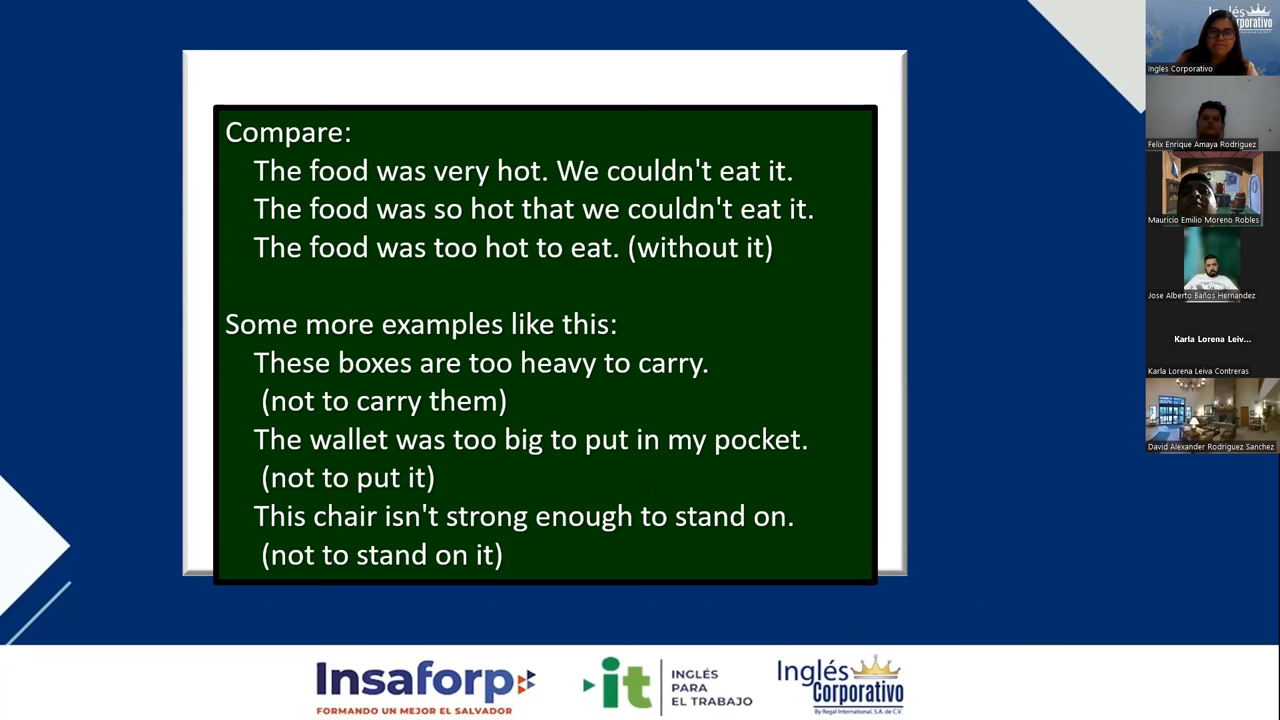 Compare:
The food was very hot. We couldn't eat it.
The food was so hot that we couldn't eat it.
The food was too hot to eat. (without it)
Some more examples like this:
These boxes are too heavy to carry.
(not to carry them)
The wallet was too big to put in my pocket.
(not to put it)
This chair isn't strong enough to stand on.
(not to stand on it)
Insaforp
FORMANDO UN MEJOR EL SALVADOR
it
INGLÉS
PARA
EL TRABAJO
Inglés
Corporativo
By Regal International, S.A. de C.V.
Inglés
Corporativo
Ingles Corporativo
Felix Enrique Amaya Rodriguez
Mauricio Emilio Moreno Robles
Jose Alberto Baños Hernandez
Karla Lorena Leiv...
Karla Lorena Leiva Contreras
David Alexander Rodriguez Sanchez